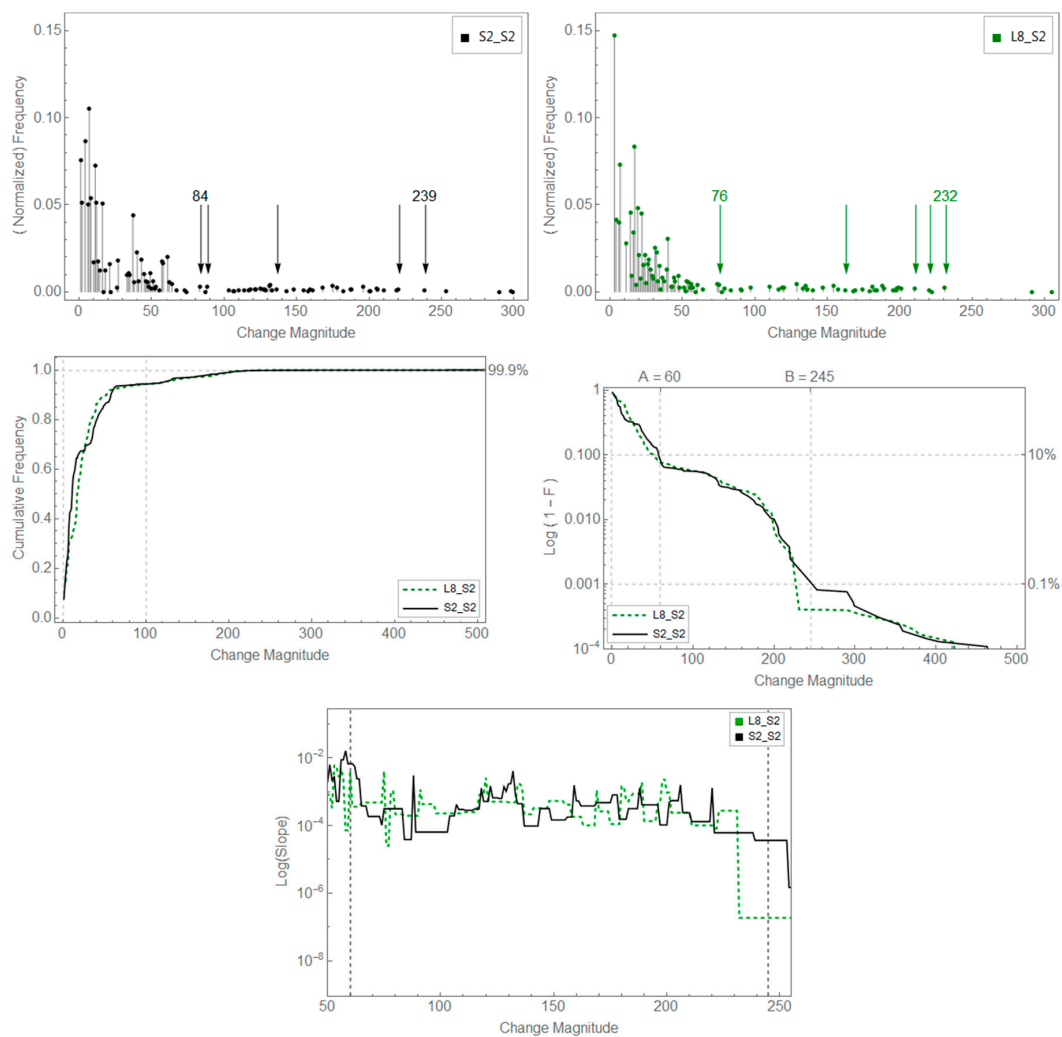 S2_S2
84
239
0.15
0.10
0.05
0.00
( Normalized) Frequency
0 50 100 150 200 250 300
Change Magnitude
L8_S2
76
232
0.15
0.10
0.05
0.00
( Normalized) Frequency
0 50 100 150 200 250 300
Change Magnitude
1.0
0.8
0.6
0.4
0.2
0.0
99.9%
Cumulative Frequency
L8_S2
S2_S2
0 100 200 300 400 500
Change Magnitude
A = 60 B = 245
1
0.100
0.010
0.001
10⁻⁴
10%
0.1%
Log ( 1 − F )
L8_S2
S2_S2
0 100 200 300 400 500
Change Magnitude
L8_S2
S2_S2
10⁻²
10⁻⁴
10⁻⁶
10⁻⁸
Log(Slope)
50 100 150 200 250
Change Magnitude